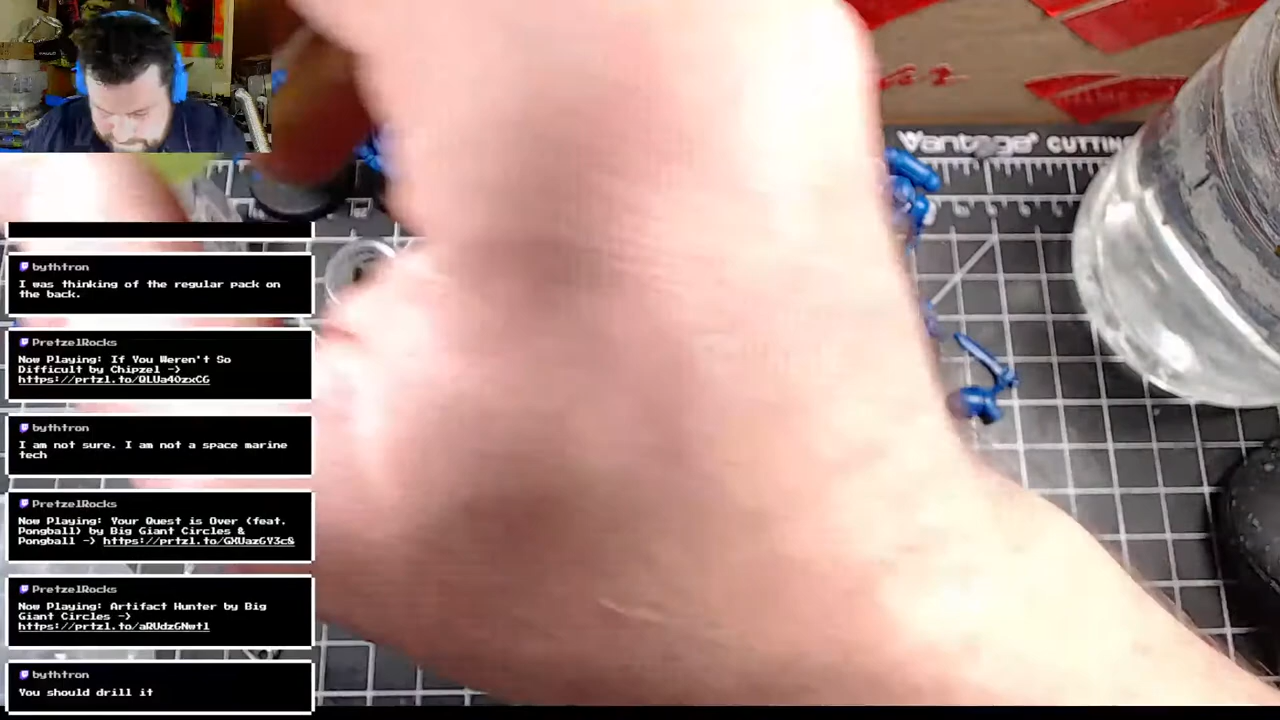 Vantage® CUTTIN
bythtron
I was thinking of the regular pack on
the back.
PretzelRocks
Now Playing: If You Weren't So
Difficult by Chipzel ->
https://prtzl.to/QLUa4OzxCG
bythtron
I am not sure. I am not a space marine
tech
PretzelRocks
Now Playing: Your Quest is Over (feat.
Pongball) by Big Giant Circles &
Pongball -> https://prtzl.to/GXUazGY3c&
PretzelRocks
Now Playing: Artifact Hunter by Big
Giant Circles ->
https://prtzl.to/aRUdzGNwtl
bythtron
You should drill it